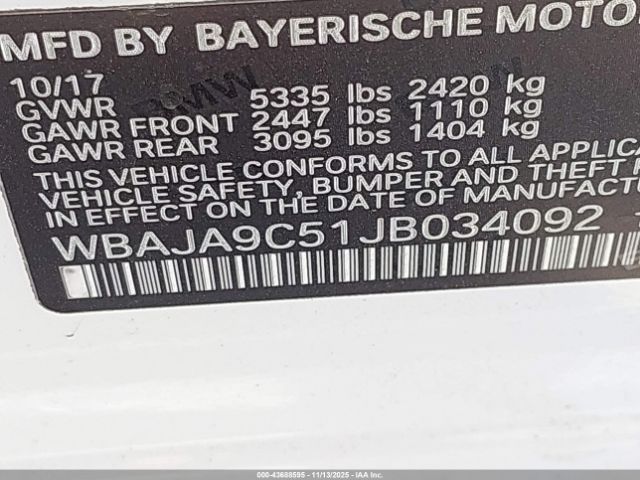 MFD BY BAYERISCHE MOTO
10/17
GVWR 5335 lbs 2420 kg
GAWR FRONT 2447 lbs 1110 kg
GAWR REAR 3095 lbs 1404 kg
THIS VEHICLE CONFORMS TO ALL APPLICA
VEHICLE SAFETY, BUMPER AND THEFT
IN EFFECT ON THE DATE OF MANUFACT
WBAJA9C51JB034092
000-43688595 - 11/13/2025 - IAA Inc.